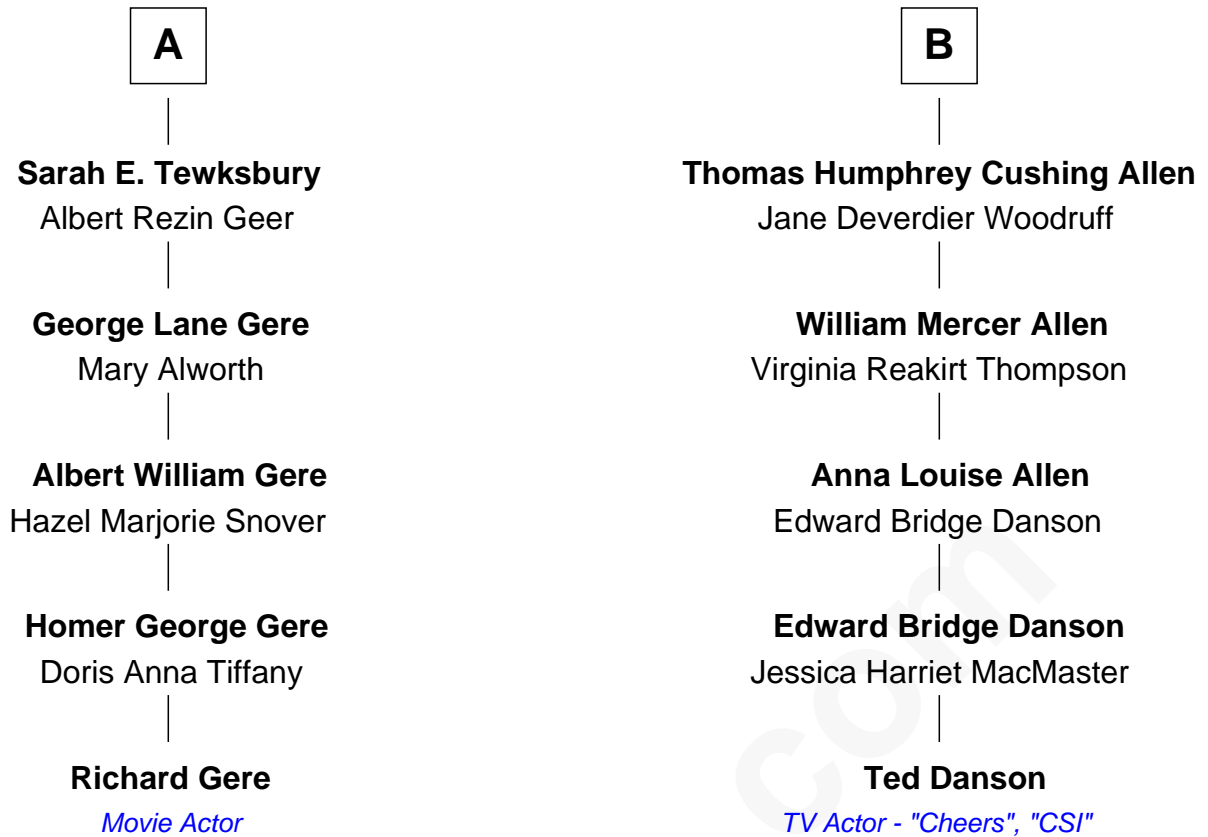 A
B
Sarah E. Tewksbury
Albert Rezin Geer
Thomas Humphrey Cushing Allen
Jane Deverdier Woodruff
George Lane Gere
Mary Alworth
William Mercer Allen
Virginia Reakirt Thompson
Albert William Gere
Hazel Marjorie Snover
Anna Louise Allen
Edward Bridge Danson
Homer George Gere
Doris Anna Tiffany
Edward Bridge Danson
Jessica Harriet MacMaster
Richard Gere
Movie Actor
Ted Danson
TV Actor - "Cheers", "CSI"
com